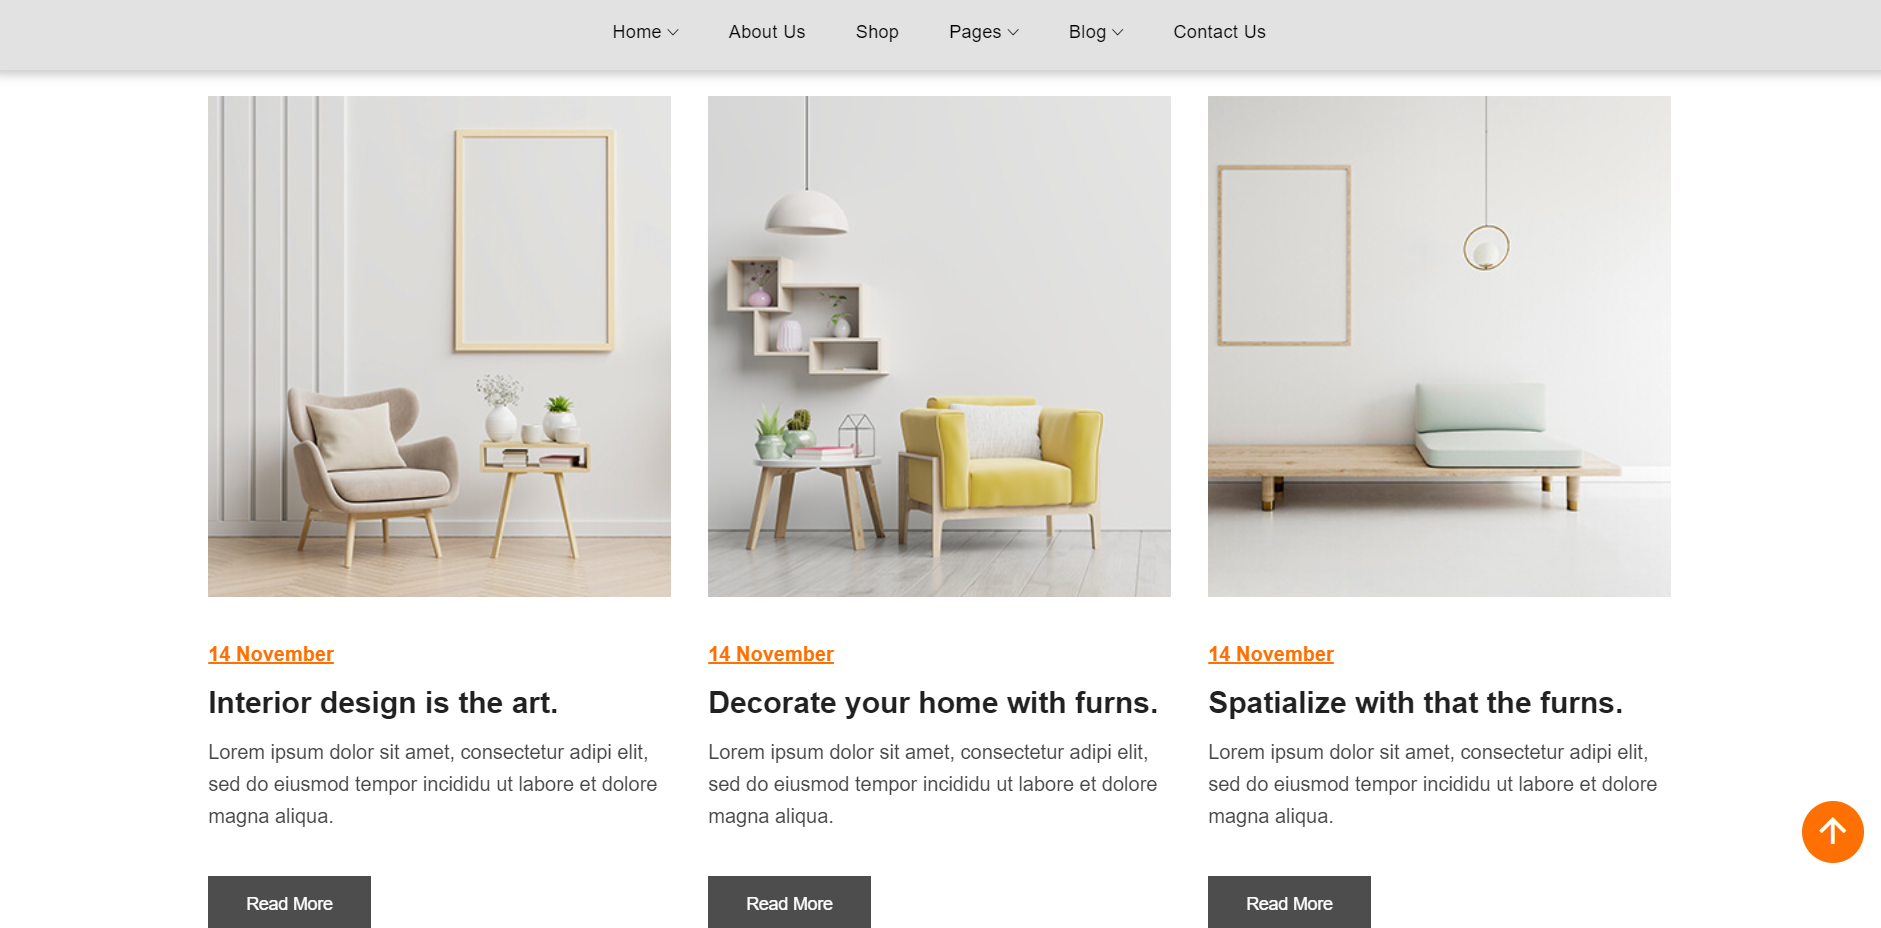 Home About Us Shop Pages Blog Contact Us
14 November
Interior design is the art.
Lorem ipsum dolor sit amet, consectetur adipi elit,
sed do eiusmod tempor incididu ut labore et dolore
magna aliqua.
Read More
14 November
Decorate your home with furns.
Lorem ipsum dolor sit amet, consectetur adipi elit,
sed do eiusmod tempor incididu ut labore et dolore
magna aliqua.
Read More
14 November
Spatialize with that the furns.
Lorem ipsum dolor sit amet, consectetur adipi elit,
sed do eiusmod tempor incididu ut labore et dolore
magna aliqua.
Read More